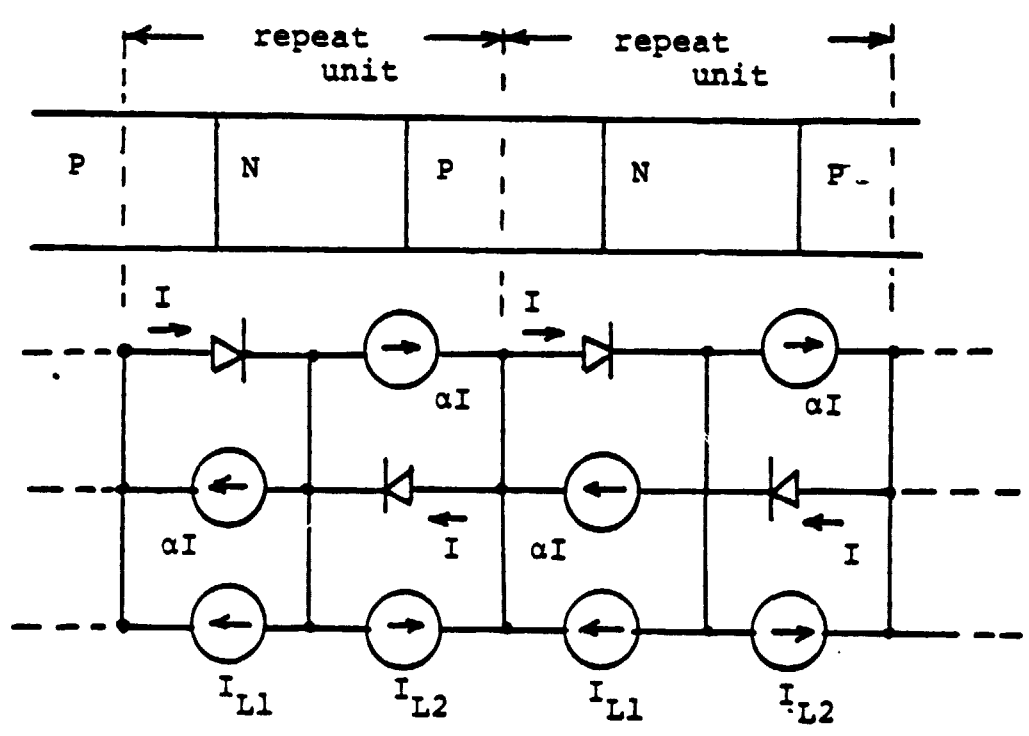 repeat unit
repeat unit
P N P N P
I I
αI αI
αI I αI I
I_L1 I_L2 I_L1 I_L2